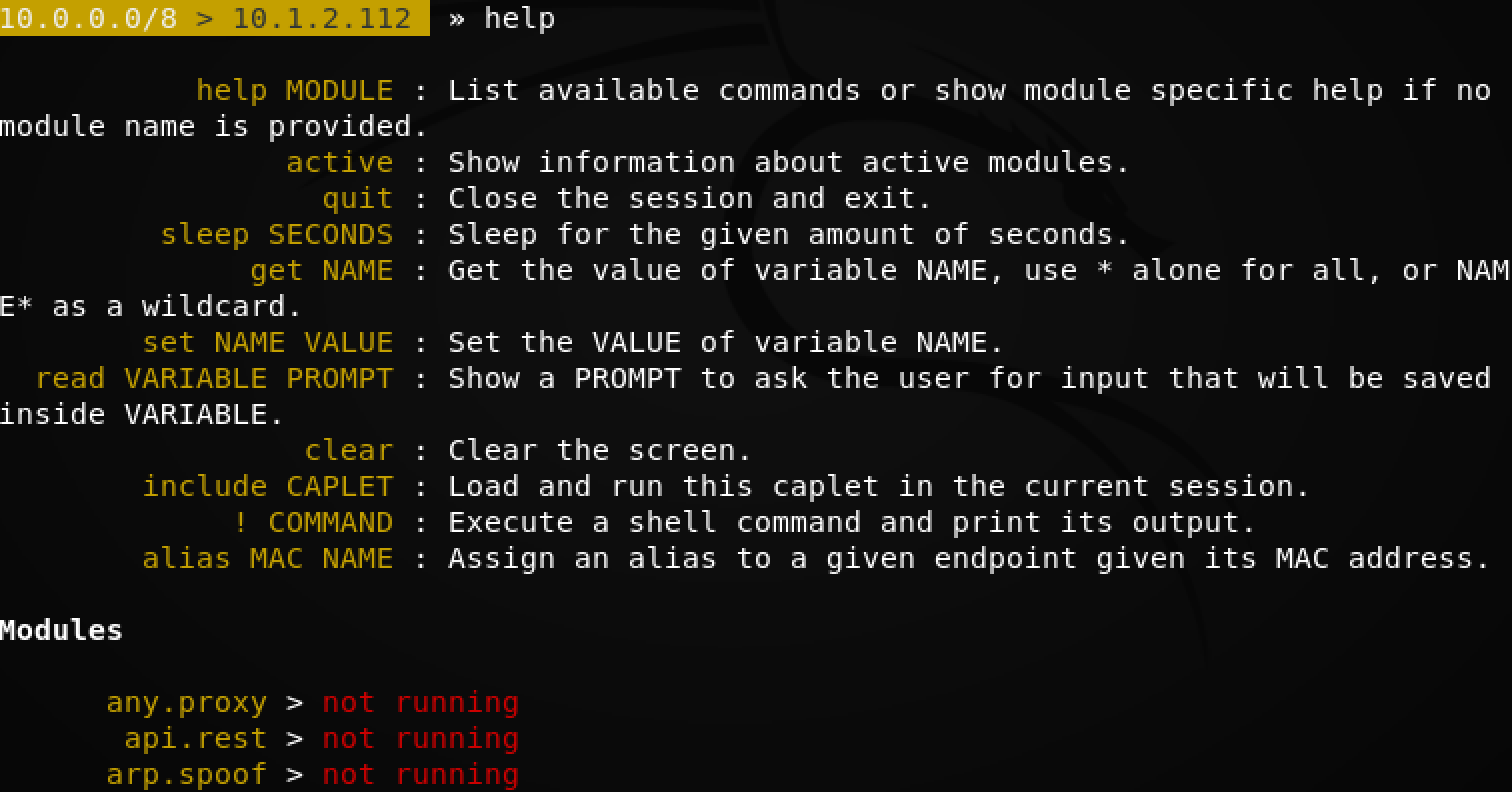 10.0.0.0/8 > 10.1.2.112 » help
help MODULE : List available commands or show module specific help if no
module name is provided.
active : Show information about active modules.
quit : Close the session and exit.
sleep SECONDS : Sleep for the given amount of seconds.
get NAME : Get the value of variable NAME, use * alone for all, or NAM
E* as a wildcard.
set NAME VALUE : Set the VALUE of variable NAME.
read VARIABLE PROMPT : Show a PROMPT to ask the user for input that will be saved
inside VARIABLE.
clear : Clear the screen.
include CAPLET : Load and run this caplet in the current session.
! COMMAND : Execute a shell command and print its output.
alias MAC NAME : Assign an alias to a given endpoint given its MAC address.
Modules
any.proxy > not running
api.rest > not running
arp.spoof > not running